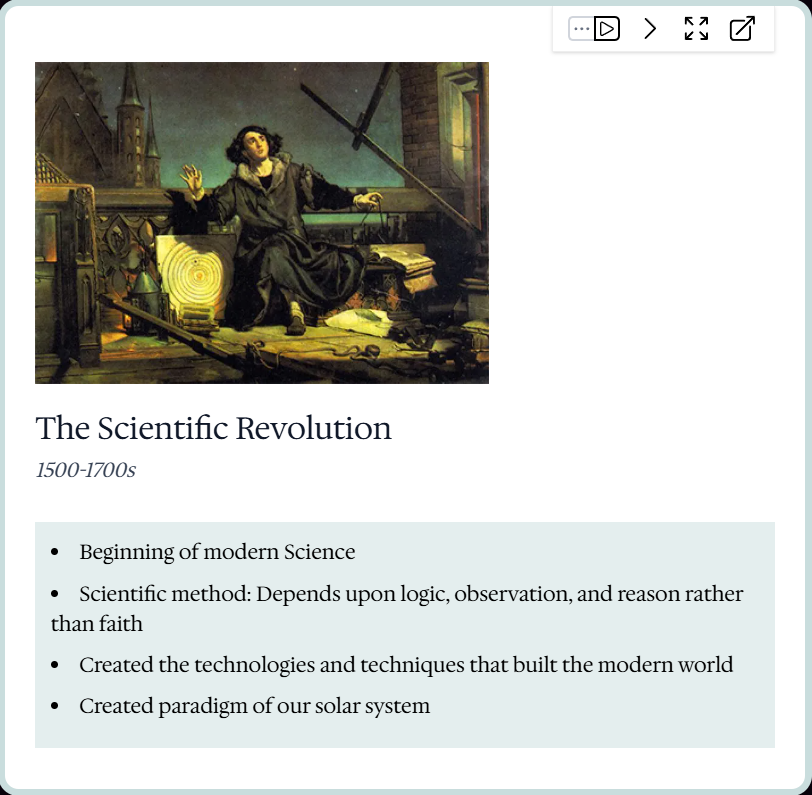 The Scientific Revolution
1500-1700s
• Beginning of modern Science
• Scientific method: Depends upon logic, observation, and reason rather
than faith
• Created the technologies and techniques that built the modern world
• Created paradigm of our solar system